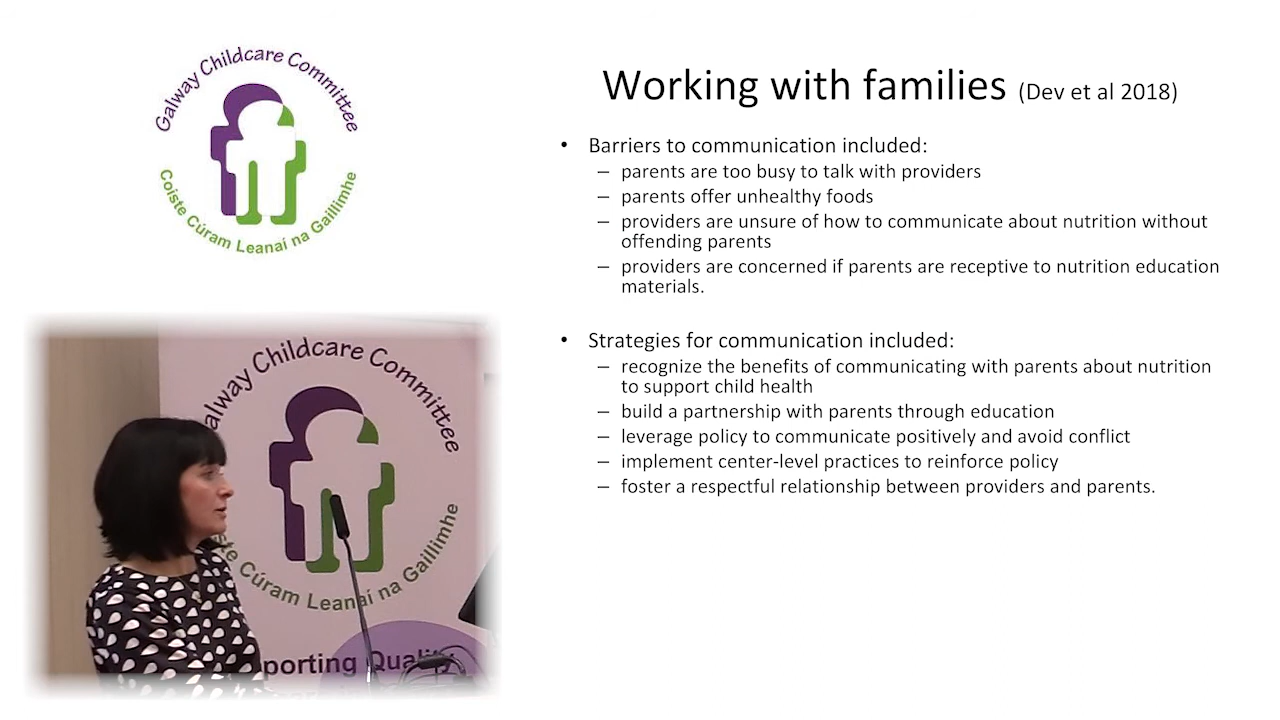 Galway Childcare Committee
Coiste Cúram Leanaí na Gaillimhe
Working with families (Dev et al 2018)
• Barriers to communication included:
– parents are too busy to talk with providers
– parents offer unhealthy foods
– providers are unsure of how to communicate about nutrition without
offending parents
– providers are concerned if parents are receptive to nutrition education
materials.
• Strategies for communication included:
– recognize the benefits of communicating with parents about nutrition
to support child health
– build a partnership with parents through education
– leverage policy to communicate positively and avoid conflict
– implement center-level practices to reinforce policy
– foster a respectful relationship between providers and parents.
alway Childcare Committee
Cúram Leanaí na Gaillimhe
porting Quality